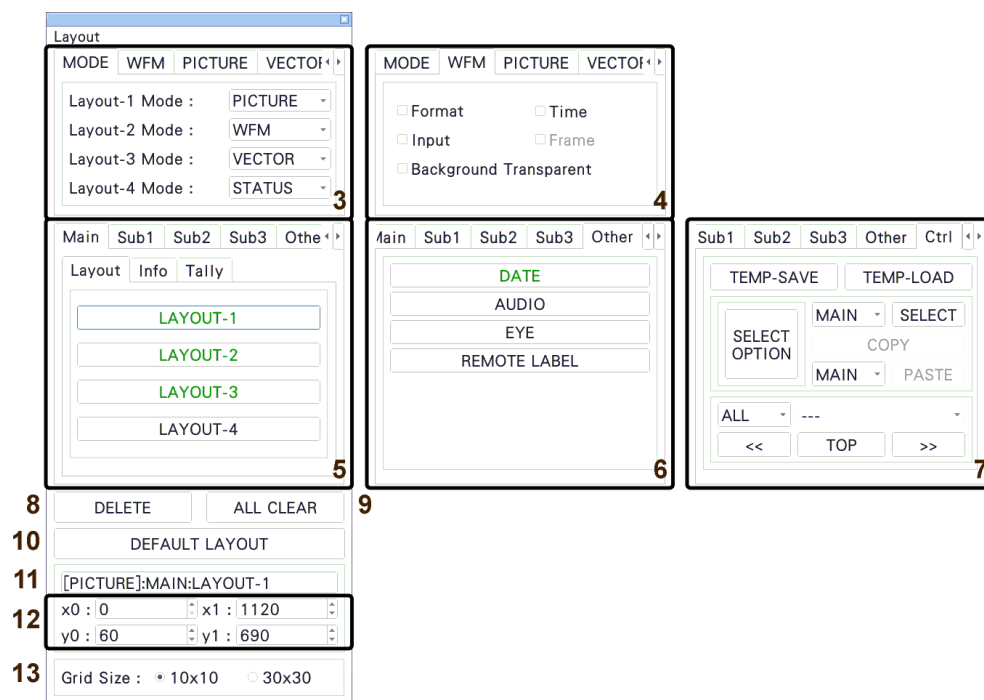 Layout
MODE WFM PICTURE VECTOR
Layout-1 Mode : PICTURE
Layout-2 Mode : WFM
Layout-3 Mode : VECTOR
Layout-4 Mode : STATUS
3
MODE WFM PICTURE VECTOR
Format Time
Input Frame
Background Transparent
4
Main Sub1 Sub2 Sub3 Othe
Layout Info Tally
LAYOUT-1
LAYOUT-2
LAYOUT-3
LAYOUT-4
5
Main Sub1 Sub2 Sub3 Other
DATE
AUDIO
EYE
REMOTE LABEL
6
Sub1 Sub2 Sub3 Other Ctrl
TEMP-SAVE TEMP-LOAD
SELECT OPTION
MAIN SELECT
COPY
MAIN PASTE
ALL ---
<< TOP >>
7
8 DELETE ALL CLEAR 9
10 DEFAULT LAYOUT
11 [PICTURE]:MAIN:LAYOUT-1
12
x0 : 0 x1 : 1120
y0 : 60 y1 : 690
13 Grid Size : 10x10 30x30